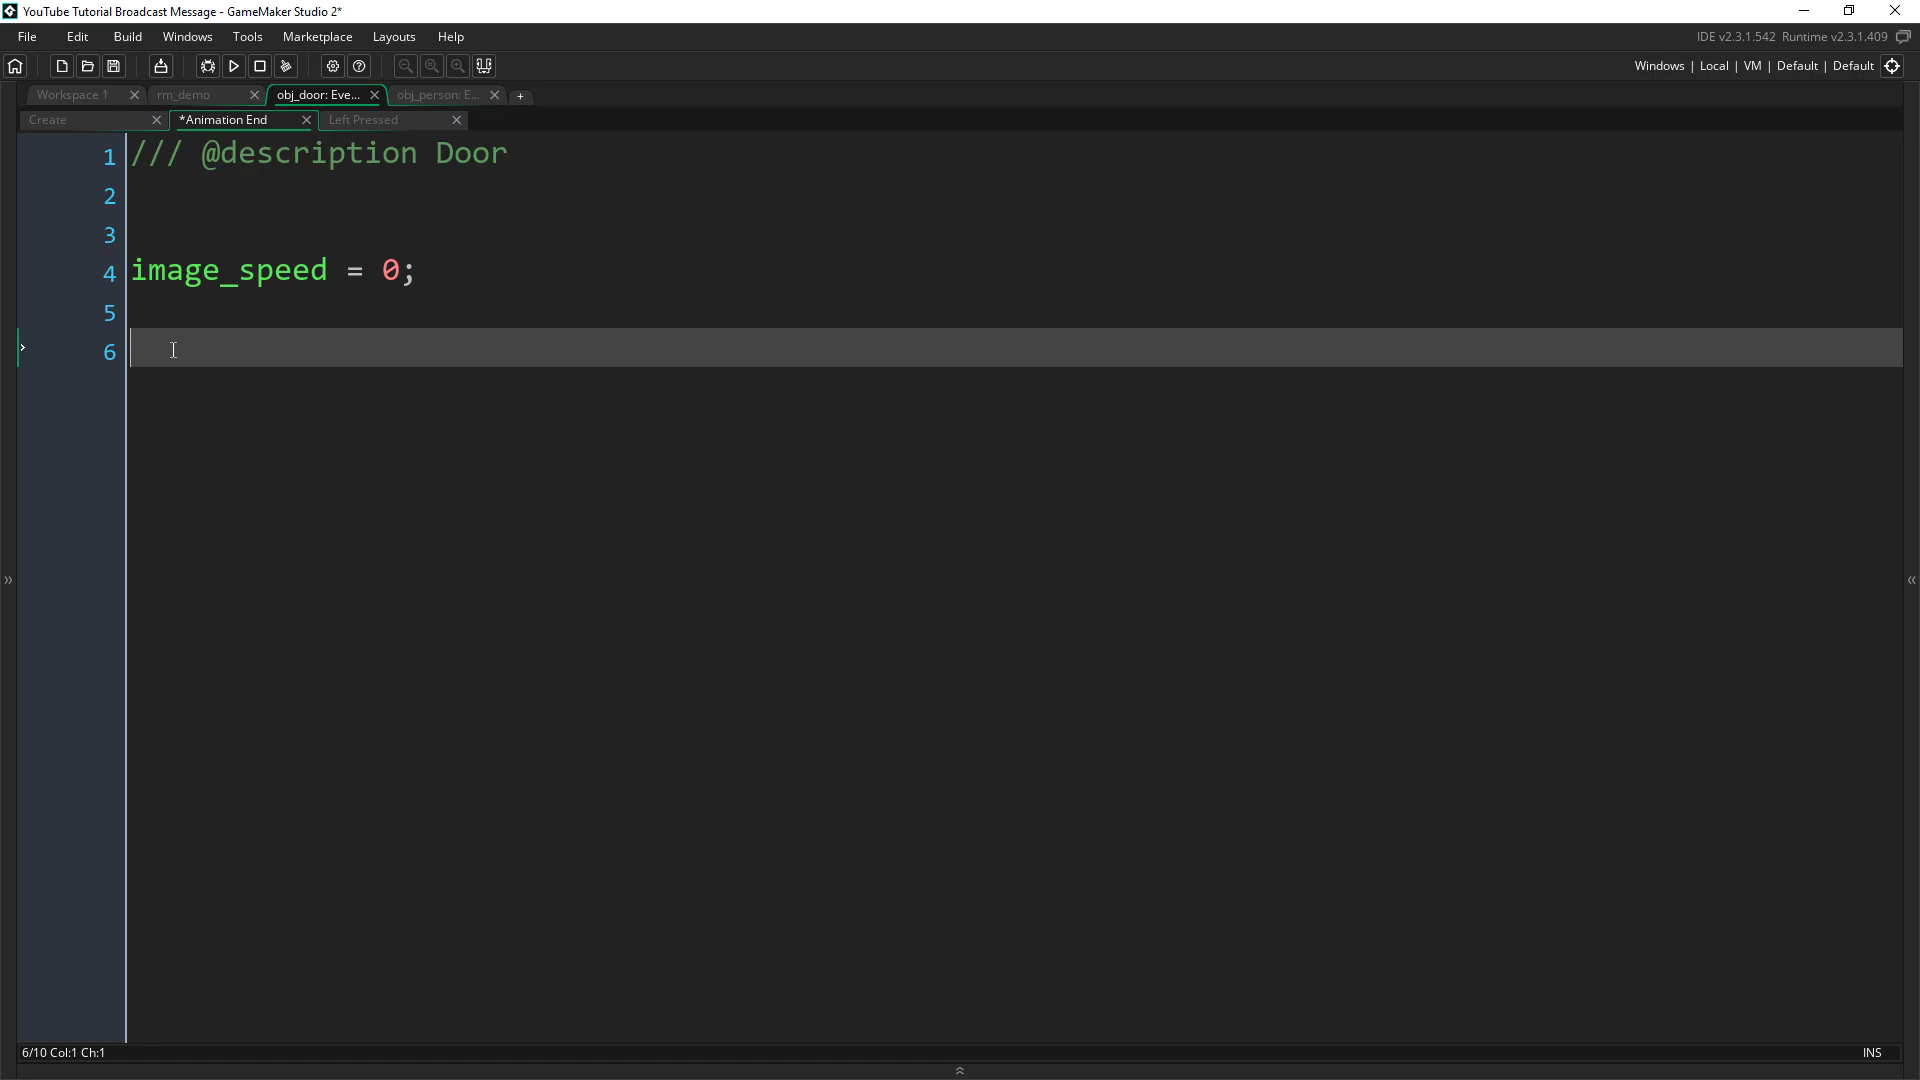 YouTube Tutorial Broadcast Message - GameMaker Studio 2*
File Edit Build Windows Tools Marketplace Layouts Help
IDE v2.3.1.542 Runtime v2.3.1.409
Windows | Local | VM | Default | Default
Workspace 1 rm_demo obj_door: Eve... obj_person: E...
Create *Animation End Left Pressed
1 /// @description Door
2
3
4 image_speed = 0;
5
6
6/10 Col:1 Ch:1
INS